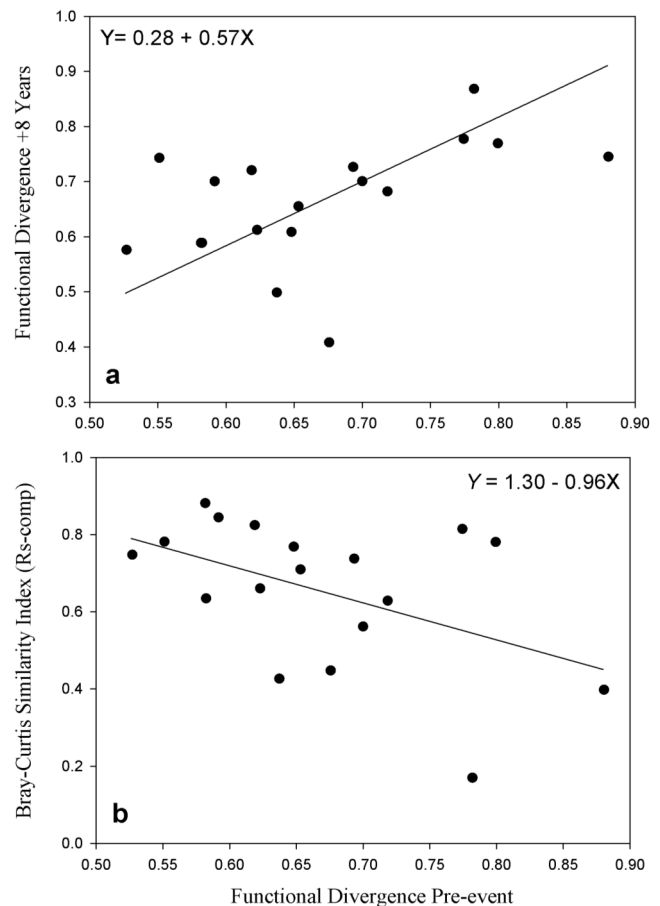 Y= 0.28 + 0.57X
Functional Divergence +8 Years
1.0
0.9
0.8
0.7
0.6
0.5
0.4
0.3
a
0.50 0.55 0.60 0.65 0.70 0.75 0.80 0.85 0.90
Y = 1.30 - 0.96X
Bray-Curtis Similarity Index (Rs-comp)
1.0
0.8
0.6
0.4
0.2
0.0
b
0.50 0.55 0.60 0.65 0.70 0.75 0.80 0.85 0.90
Functional Divergence Pre-event